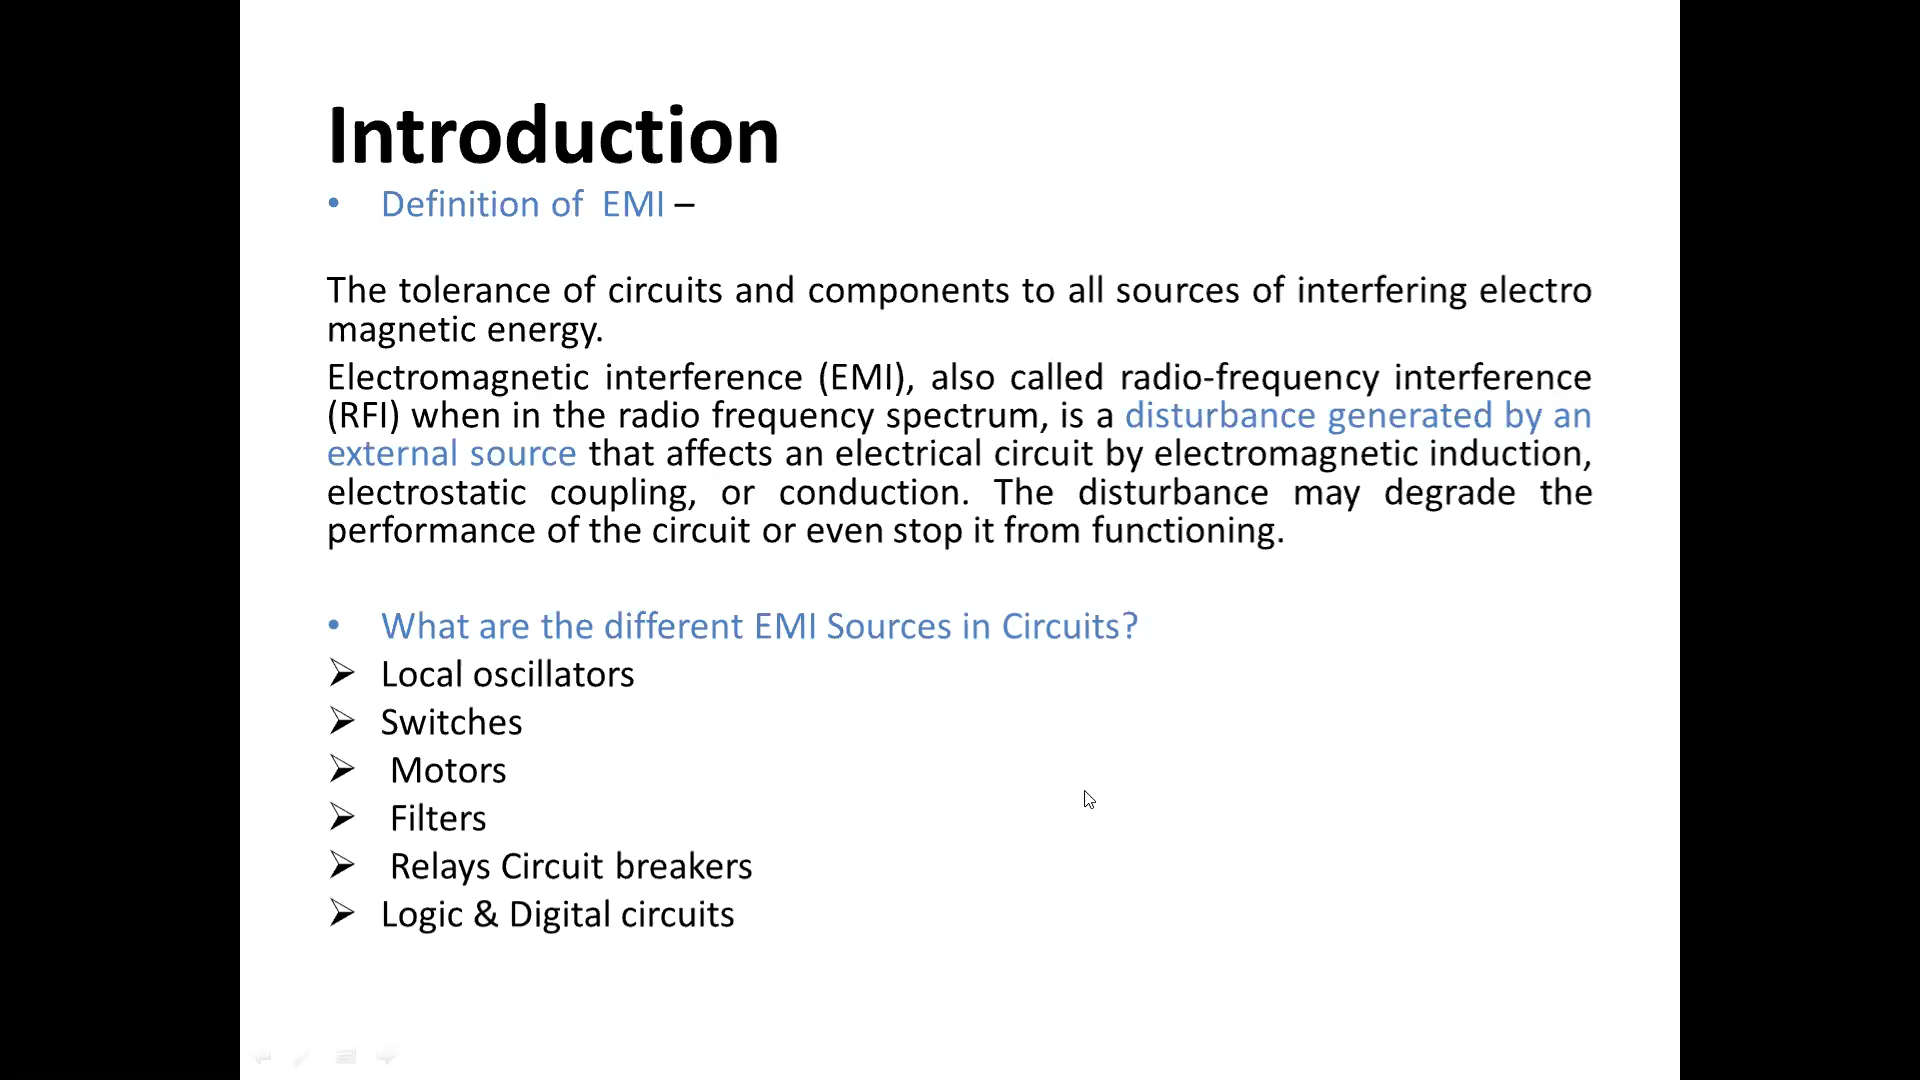 Introduction
• Definition of EMI –
The tolerance of circuits and components to all sources of interfering electro
magnetic energy.
Electromagnetic interference (EMI), also called radio-frequency interference
(RFI) when in the radio frequency spectrum, is a disturbance generated by an
external source that affects an electrical circuit by electromagnetic induction,
electrostatic coupling, or conduction. The disturbance may degrade the
performance of the circuit or even stop it from functioning.
• What are the different EMI Sources in Circuits?
➢ Local oscillators
➢ Switches
➢ Motors
➢ Filters
➢ Relays Circuit breakers
➢ Logic & Digital circuits